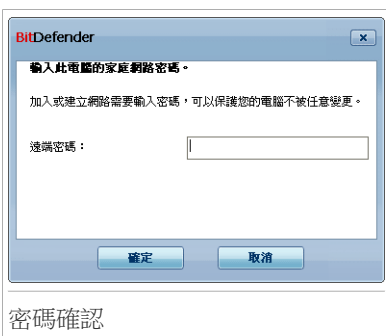 BitDefender
輸入此電腦的家庭網路密碼。
加入或建立網路需要輸入密碼，可以保護您的電腦不被任意變更。
遠端密碼：
確定 取消
密碼確認